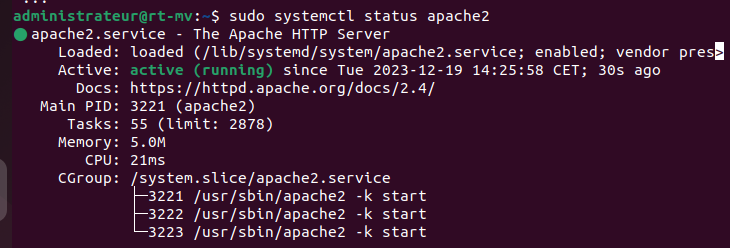 ...
administrateur@rt-mv:~$ sudo systemctl status apache2
● apache2.service - The Apache HTTP Server
     Loaded: loaded (/lib/systemd/system/apache2.service; enabled; vendor pres>
     Active: active (running) since Tue 2023-12-19 14:25:58 CET; 30s ago
       Docs: https://httpd.apache.org/docs/2.4/
   Main PID: 3221 (apache2)
      Tasks: 55 (limit: 2878)
     Memory: 5.0M
        CPU: 21ms
     CGroup: /system.slice/apache2.service
             ├─3221 /usr/sbin/apache2 -k start
             ├─3222 /usr/sbin/apache2 -k start
             └─3223 /usr/sbin/apache2 -k start